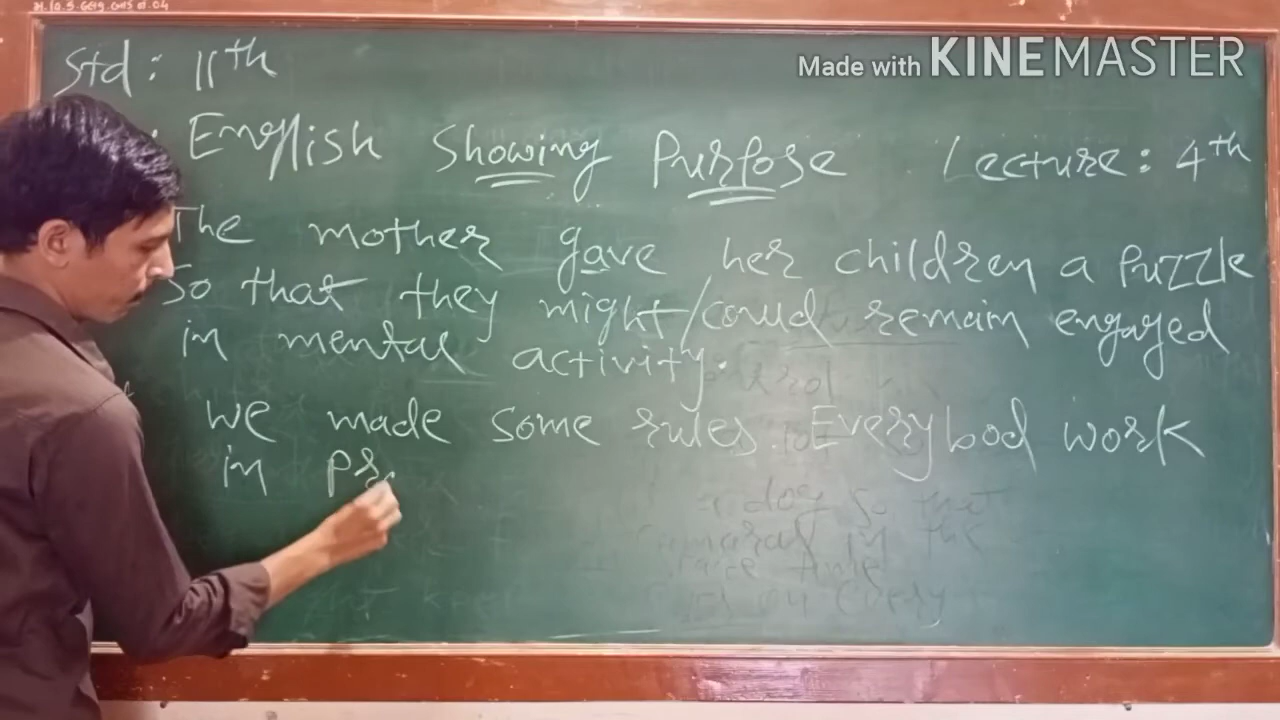 Made with KINEMASTER
Std : 11th
: English Showing Purpose Lecture : 4th
The mother gave her children a Puzzle
So that they might/could remain engaged
in mental activity.
We made some rules. Everybod work
in pr